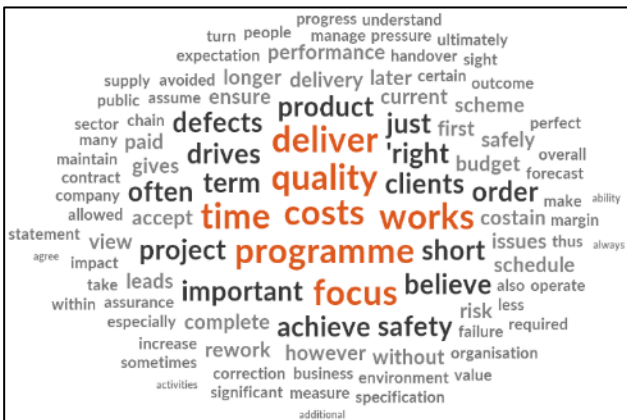 progress understand
turn people manage pressure ultimately
expectation performance handover sight
supply avoided longer delivery later certain outcome
public assume ensure product current scheme
sector chain defects deliver just first safely perfect
many paid drives quality 'right budget overall
maintain gives term clients forecast
contract often order make ability
company time costs works costain margin
allowed accept
statement view project programme short issues thus always
agree impact schedule
take leads important focus believe also operate
within assurance risk less
especially complete achieve safety failure required
increase rework however without organisation
sometimes correction business environment value
activities significant measure specification
additional